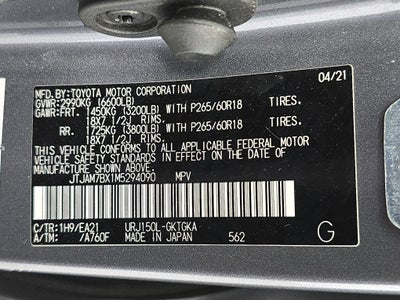 MFD.BY:TOYOTA MOTOR CORPORATION 04/21
GVWR:2990KG (6600LB)
GAWR:FRT. 1450KG (3200LB) WITH P265/60R18 TIRES.
18X7 1/2J RIMS
RR. 1725KG (3800LB) WITH P265/60R18 TIRES.
18X7 1/2J RIMS
THIS VEHICLE CONFORMS TO ALL APPLICABLE FEDERAL MOTOR
VEHICLE SAFETY STANDARDS IN EFFECT ON THE DATE OF
MANUFACTURE SHOWN ABOVE.
JTJAM7BX1M5294090 MPV
C/TR:1H9/EA21 URJ150L-GKTGKA
A/TM: /A760F MADE IN JAPAN 562 G